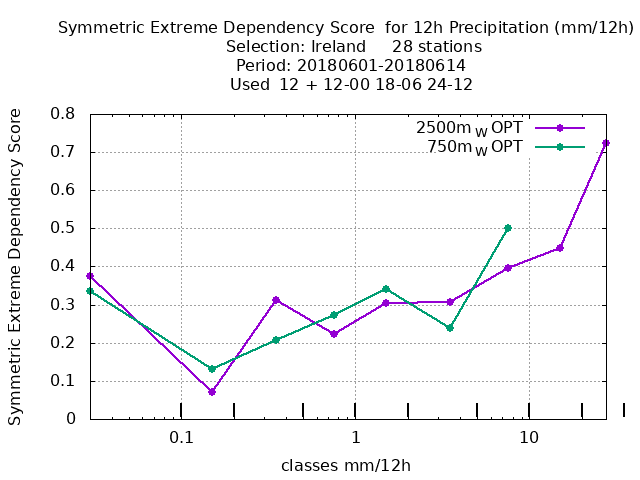 Symmetric Extreme Dependency Score  for 12h Precipitation (mm/12h)
Selection: Ireland     28 stations
Period: 20180601-20180614
Used  12 + 12-00 18-06 24-12
Symmetric Extreme Dependency Score
0.8
0.7
0.6
0.5
0.4
0.3
0.2
0.1
0
2500m W OPT
750m W OPT
0.1 1 10
classes mm/12h